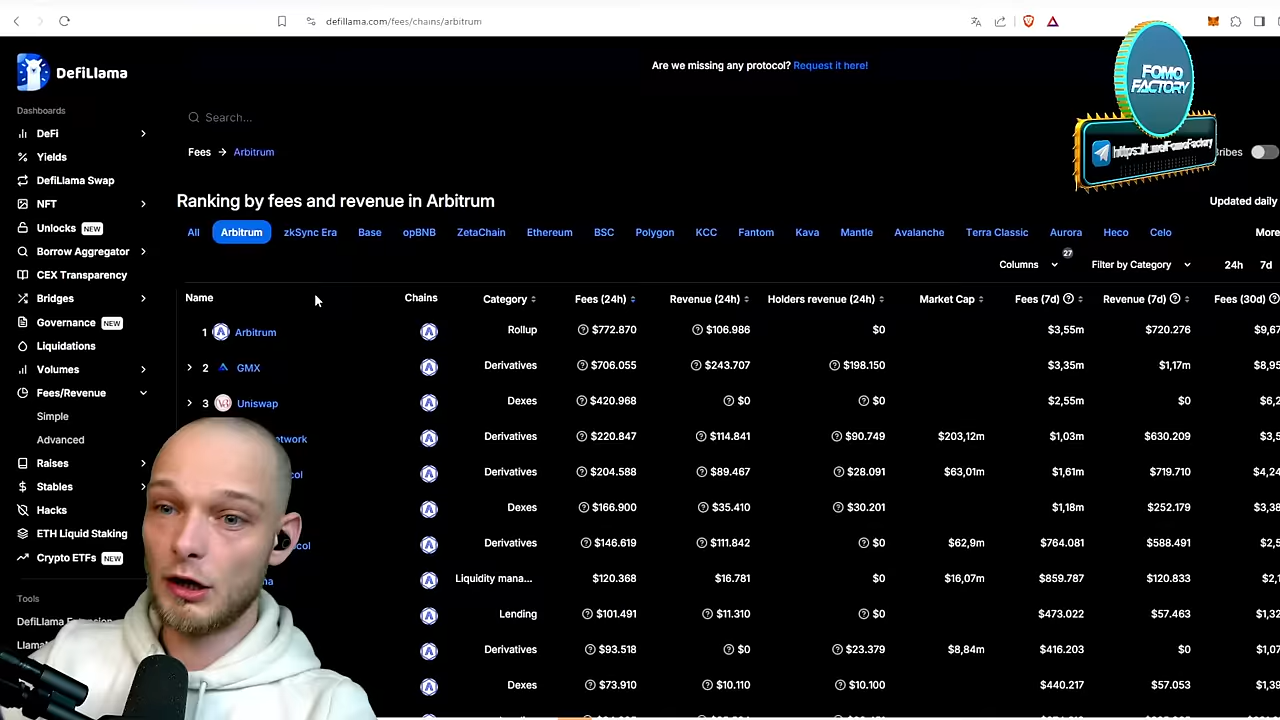 defillama.com/fees/chains/arbitrum
DefiLlama
Are we missing any protocol? Request it here!
FOMO
FACTORY
Search...
Dashboards
DeFi
Yields
DefiLlama Swap
NFT
Unlocks NEW
Borrow Aggregator
CEX Transparency
Bridges
Governance NEW
Liquidations
Volumes
Fees/Revenue
Simple
Advanced
Raises
Stables
Hacks
ETH Liquid Staking
Crypto ETFs NEW
Tools
Fees → Arbitrum
Ranking by fees and revenue in Arbitrum
Updated daily
All Arbitrum zkSync Era Base opBNB ZetaChain Ethereum BSC Polygon KCC Fantom Kava Mantle Avalanche Terra Classic Aurora Heco Celo More
Columns 27 Filter by Category 24h 7d
Name Chains Category Fees (24h) Revenue (24h) Holders revenue (24h) Market Cap Fees (7d) Revenue (7d) Fees (30d)
1 Arbitrum Rollup $772.870 $106.986 $0 $3,55m $720.276
2 GMX Derivatives $706.055 $243.707 $198.150 $3,35m $1,17m
3 Uniswap Dexes $420.968 $0 $0 $2,55m $0
Derivatives $220.847 $114.841 $90.749 $203,12m $1,03m $630.209
Derivatives $204.588 $89.467 $28.091 $63,01m $1,61m $719.710
Dexes $166.900 $35.410 $30.201 $1,18m $252.179
Derivatives $146.619 $111.842 $0 $62,9m $764.081 $588.491
Liquidity mana... $120.368 $16.781 $0 $16,07m $859.787 $120.833
Lending $101.491 $11.310 $0 $473.022 $57.463
Derivatives $93.518 $0 $23.379 $8,84m $416.203 $0
Dexes $73.910 $10.110 $10.100 $440.217 $57.053